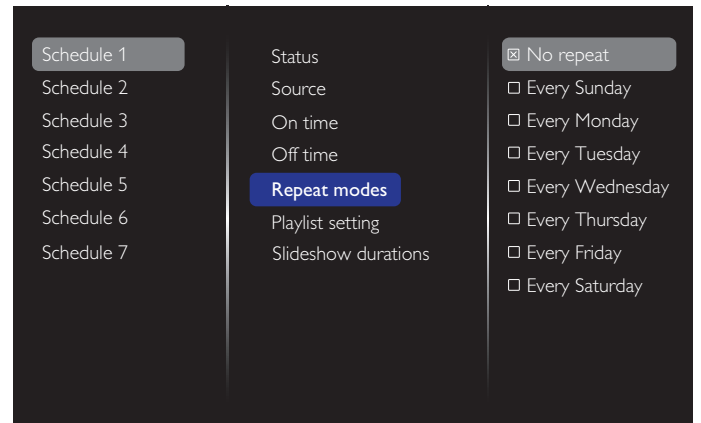 Schedule 1
Schedule 2
Schedule 3
Schedule 4
Schedule 5
Schedule 6
Schedule 7
Status
Source
On time
Off time
Repeat modes
Playlist setting
Slideshow durations
No repeat
Every Sunday
Every Monday
Every Tuesday
Every Wednesday
Every Thursday
Every Friday
Every Saturday